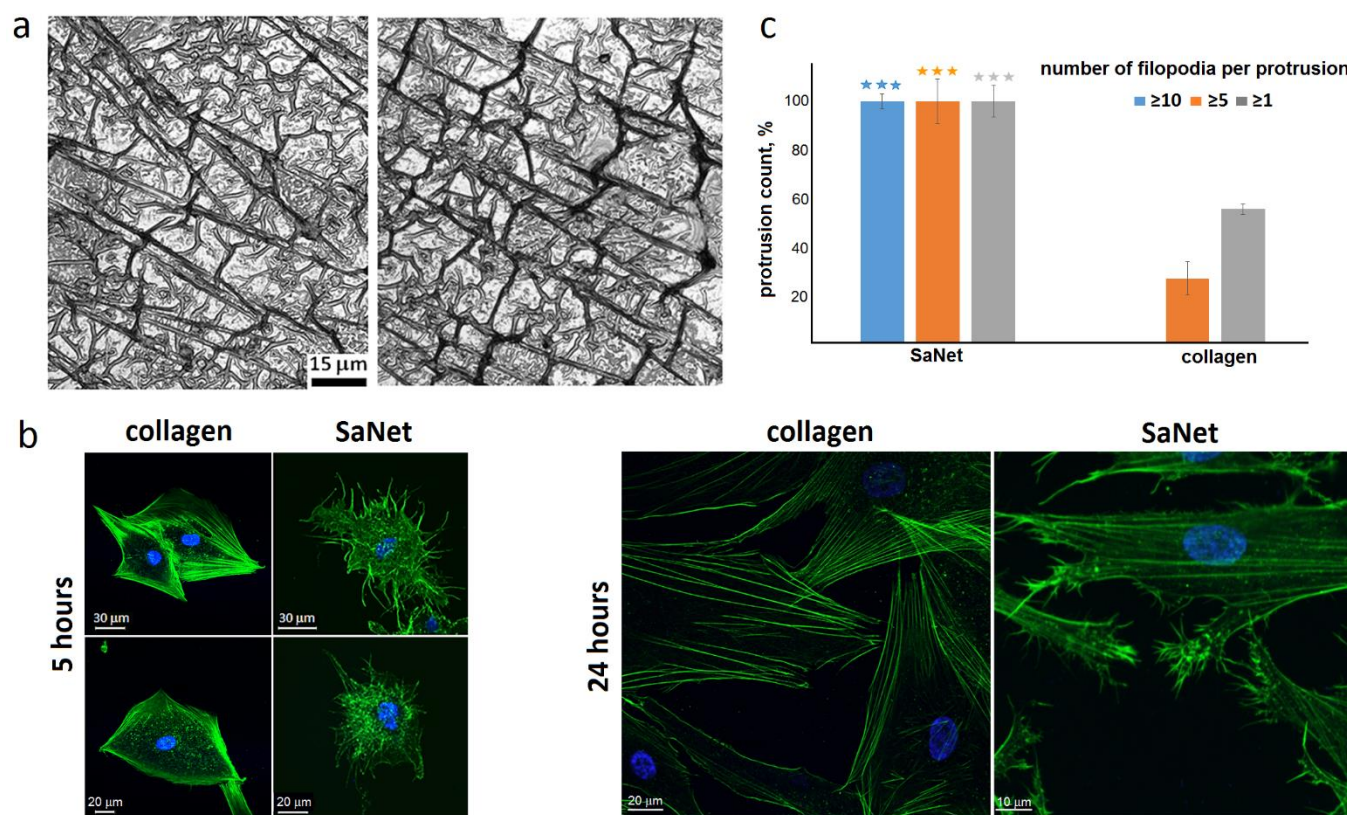 a
15 µm
c
number of filopodia per protrusion
≥10 ≥5 ≥1
protrusion count, %
100
80
60
40
20
SaNet collagen
b
collagen SaNet
5 hours
30 µm 30 µm
20 µm 20 µm
collagen SaNet
24 hours
20 µm 10 µm